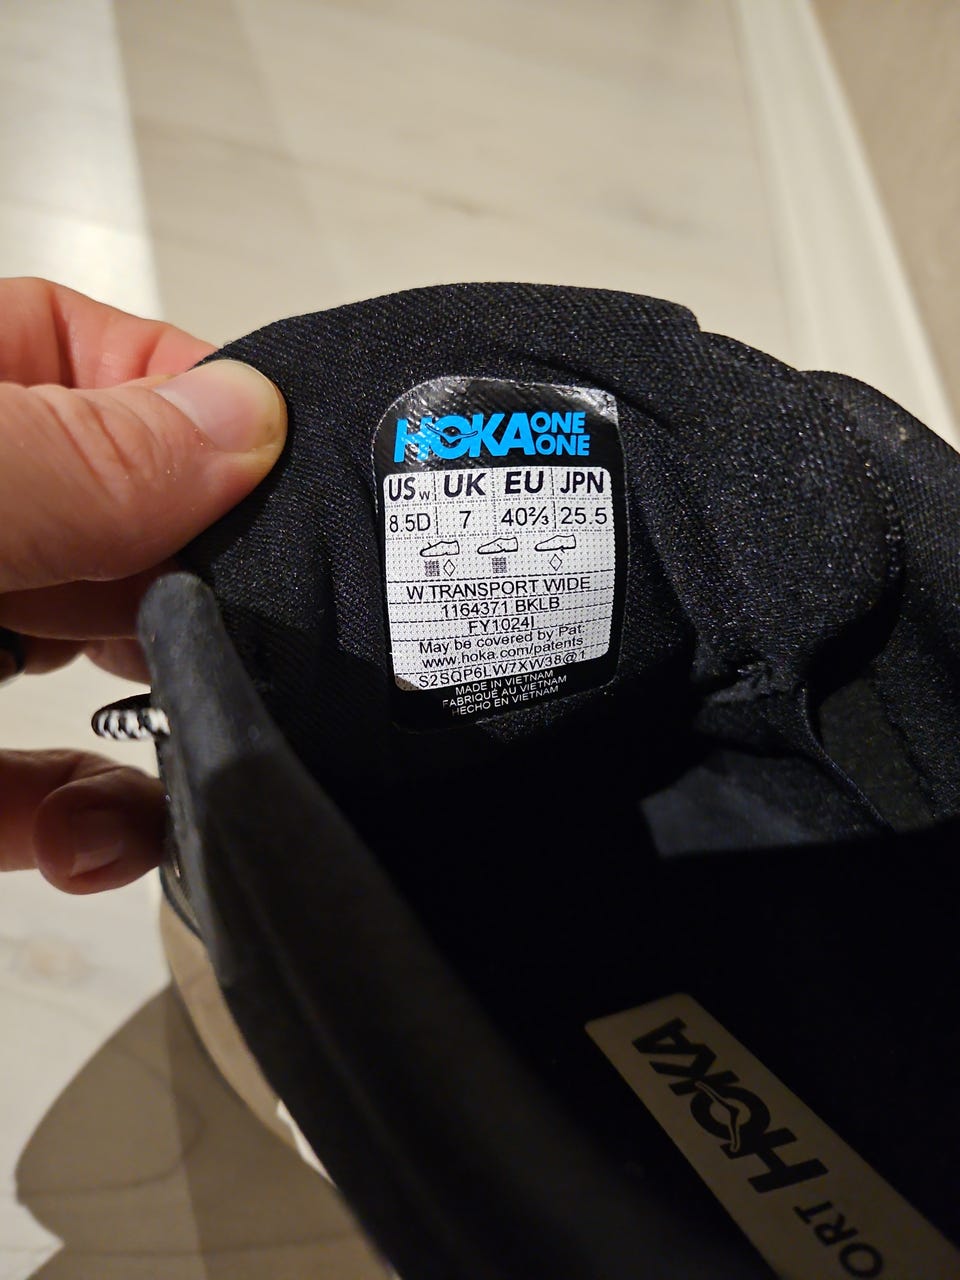 HOKA ONE ONE
US W UK EU JPN
8.5D 7 40⅔ 25.5
W TRANSPORT WIDE
1164371 BKLB
FY1024I
May be covered by Pat:
www.hoka.com/patents
S2SQP6LW7XW38@1
MADE IN VIETNAM
FABRIQUÉ AU VIETNAM
HECHO EN VIETNAM
HOKA
ORT